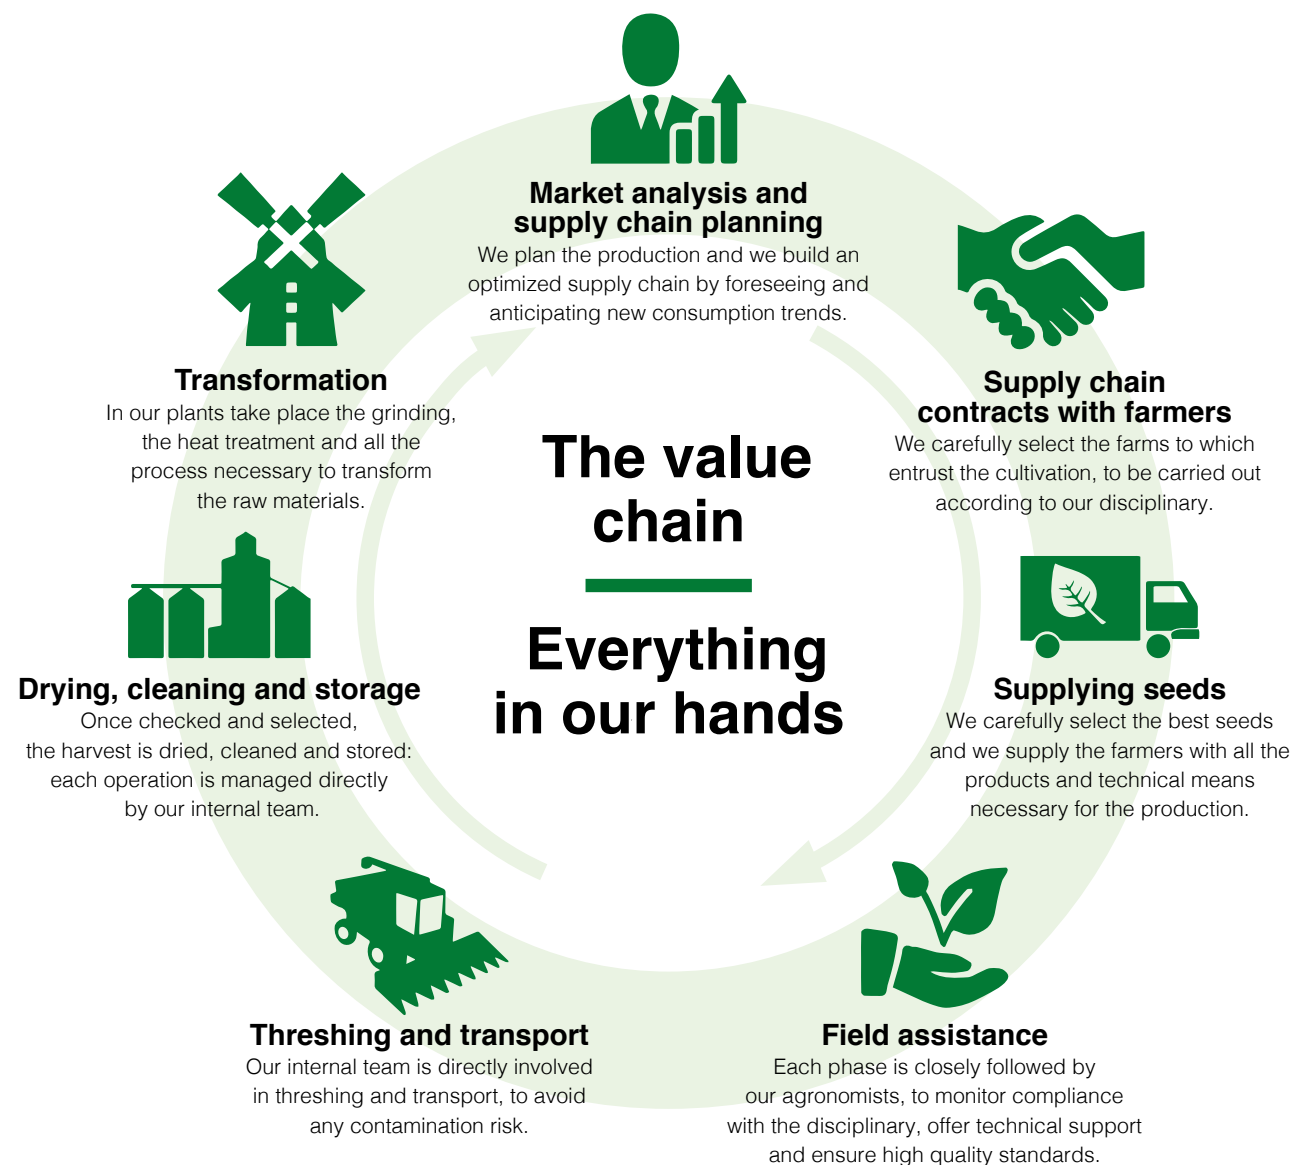 Market analysis and
supply chain planning
We plan the production and we build an
optimized supply chain by foreseeing and
anticipating new consumption trends.
Supply chain
contracts with farmers
We carefully select the farms to which
entrust the cultivation, to be carried out
according to our disciplinary.
Supplying seeds
We carefully select the best seeds
and we supply the farmers with all the
products and technical means
necessary for the production.
Field assistance
Each phase is closely followed by
our agronomists, to monitor compliance
with the disciplinary, offer technical support
and ensure high quality standards.
Threshing and transport
Our internal team is directly involved
in threshing and transport, to avoid
any contamination risk.
Drying, cleaning and storage
Once checked and selected,
the harvest is dried, cleaned and stored:
each operation is managed directly
by our internal team.
Transformation
In our plants take place the grinding,
the heat treatment and all the
process necessary to transform
the raw materials.
The value
chain
Everything
in our hands